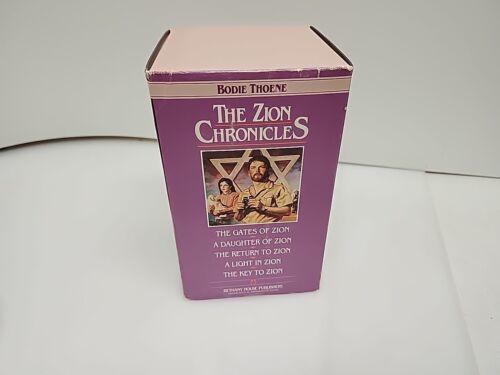 BODIE THOENE
THE ZION
CHRONICLES
THE GATES OF ZION
A DAUGHTER OF ZION
THE RETURN TO ZION
A LIGHT IN ZION
THE KEY TO ZION
BETHANY HOUSE PUBLISHERS